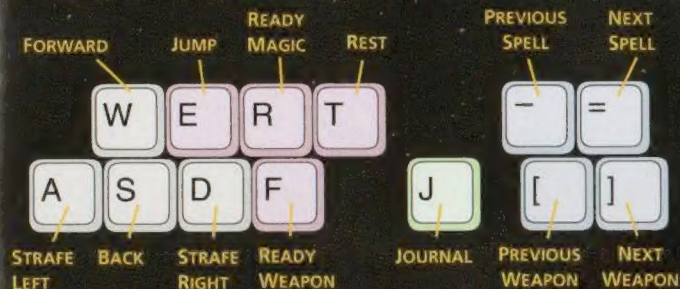 READY
MAGIC
PREVIOUS
SPELL
NEXT
SPELL
FORWARD
JUMP
REST
W E R T - =
A S D F J [ ]
STRAFE
LEFT
BACK
STRAFE
RIGHT
READY
WEAPON
JOURNAL
PREVIOUS
WEAPON
NEXT
WEAPON